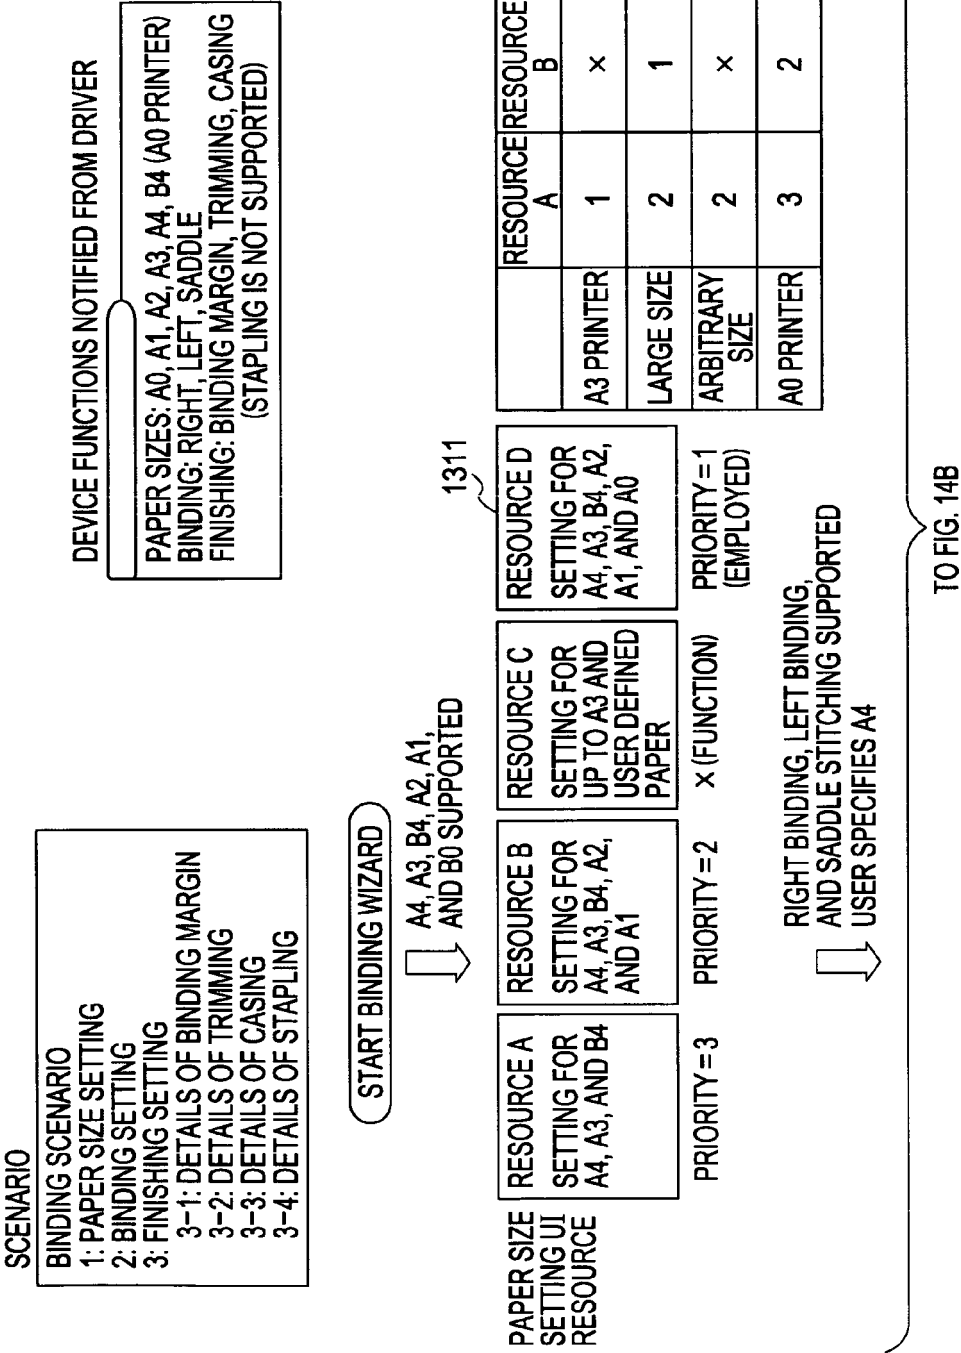 SCENARIO
BINDING SCENARIO
1: PAPER SIZE SETTING
2: BINDING SETTING
3: FINISHING SETTING
3-1: DETAILS OF BINDING MARGIN
3-2: DETAILS OF TRIMMING
3-3: DETAILS OF CASING
3-4: DETAILS OF STAPLING
DEVICE FUNCTIONS NOTIFIED FROM DRIVER
PAPER SIZES: A0, A1, A2, A3, A4, B4 (A0 PRINTER)
BINDING: RIGHT, LEFT, SADDLE
FINISHING: BINDING MARGIN, TRIMMING, CASING
(STAPLING IS NOT SUPPORTED)
START BINDING WIZARD
A4, A3, B4, A2, A1,
AND B0 SUPPORTED
PAPER SIZE
SETTING UI
RESOURCE
RESOURCE A
SETTING FOR
A4, A3, AND B4
PRIORITY = 3
RESOURCE B
SETTING FOR
A4, A3, B4, A2,
AND A1
PRIORITY = 2
RESOURCE C
SETTING FOR
UP TO A3 AND
USER DEFINED
PAPER
× (FUNCTION)
1311
RESOURCE D
SETTING FOR
A4, A3, B4, A2,
A1, AND A0
PRIORITY = 1
(EMPLOYED)
RESOURCE A RESOURCE B
A3 PRINTER 1 ×
LARGE SIZE 2 1
ARBITRARY SIZE 2 ×
A0 PRINTER 3 2
RIGHT BINDING, LEFT BINDING,
AND SADDLE STITCHING SUPPORTED
USER SPECIFIES A4
TO FIG. 14B